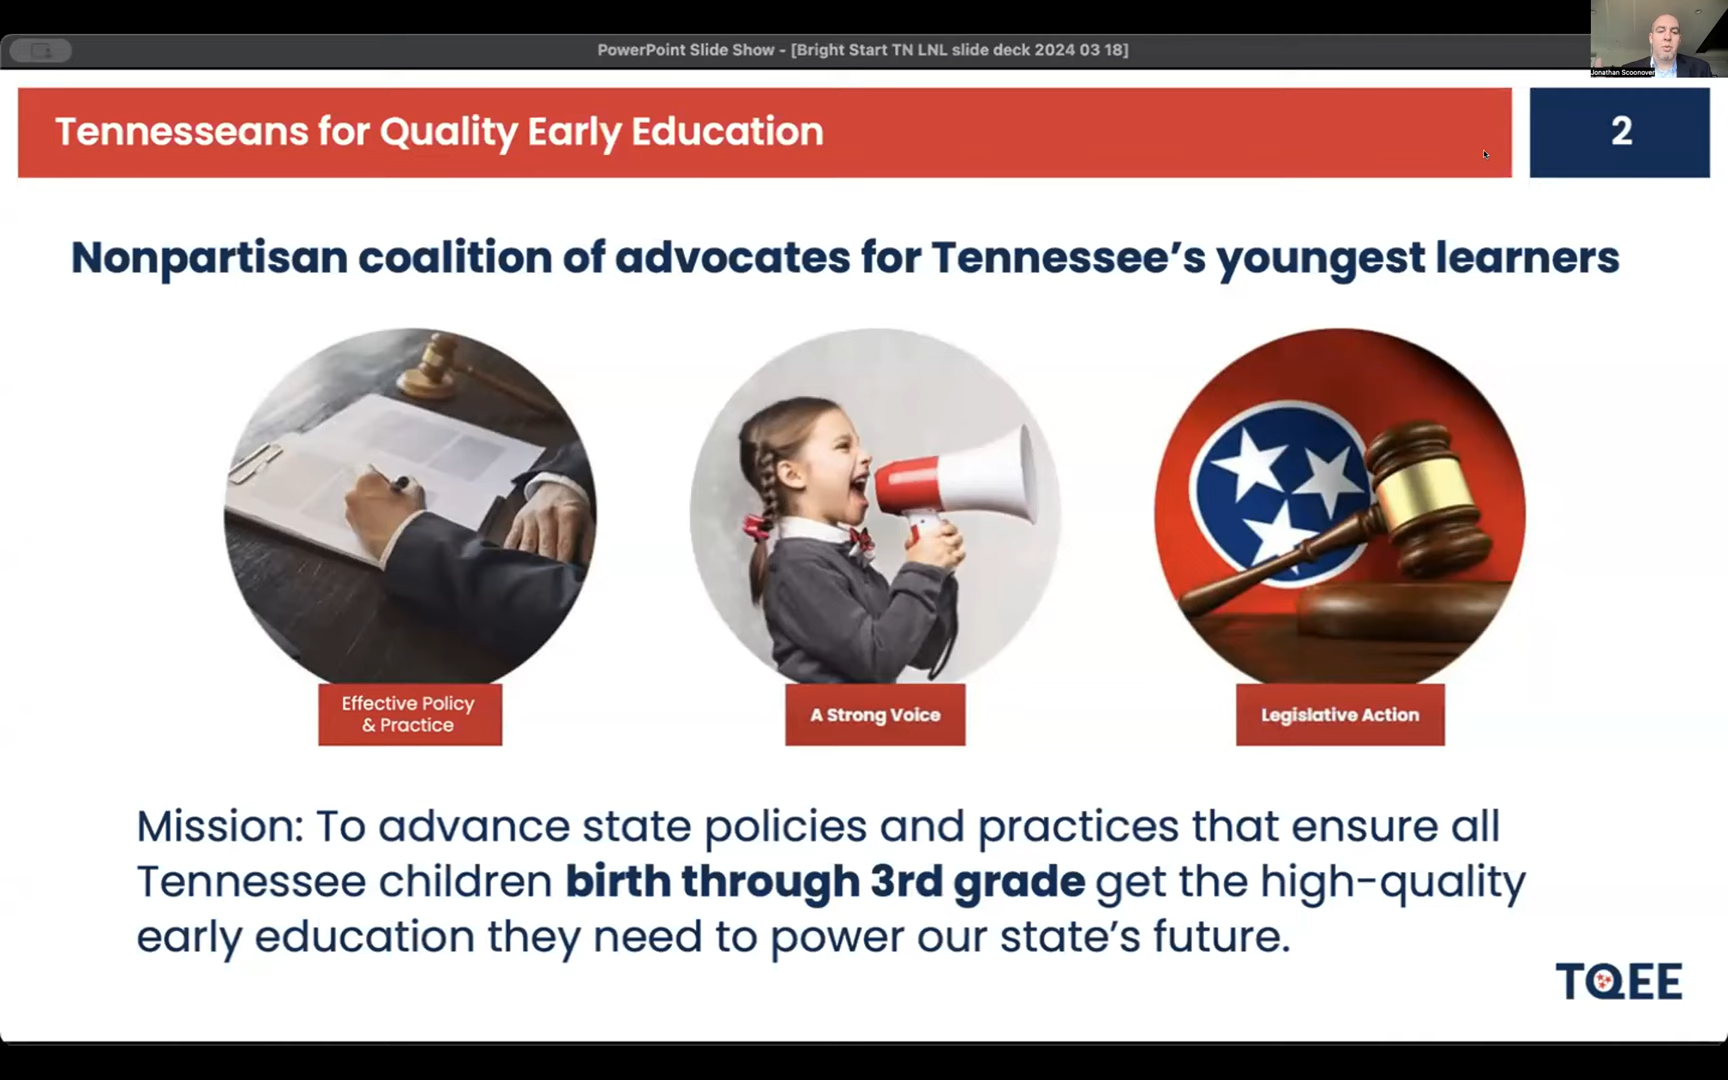 PowerPoint Slide Show - [Bright Start TN LNL slide deck 2024 03 18]
Jonathan Scoonover
Tennesseans for Quality Early Education
2
Nonpartisan coalition of advocates for Tennessee’s youngest learners
Effective Policy
& Practice
A Strong Voice
Legislative Action
Mission: To advance state policies and practices that ensure all
Tennessee children birth through 3rd grade get the high-quality
early education they need to power our state’s future.
TQEE